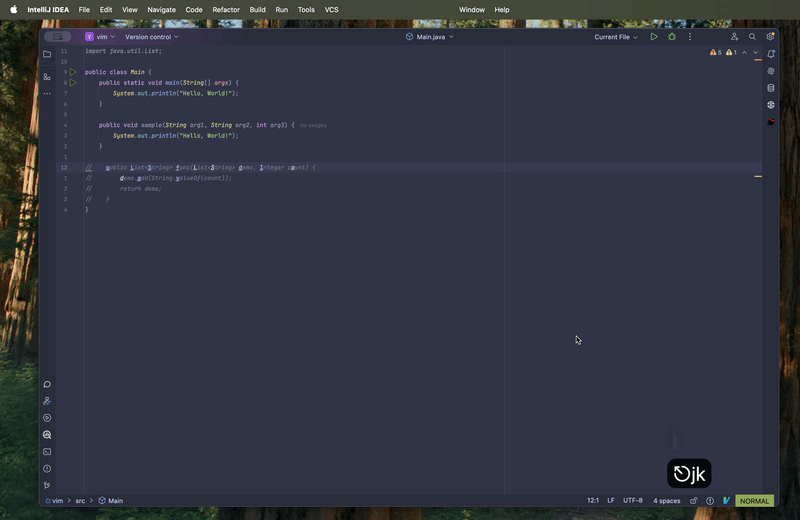 IntelliJ IDEA File Edit View Navigate Code Refactor Build Run Tools VCS Window Help
V vim Version control Main.java Current File
11 import java.util.List; 5 1
10
9 public class Main {
8 public static void main(String[] args) {
7 System.out.println("Hello, World!");
6 }
5
4 public void sample(String arg1, String arg2, int arg3) { no usages
3 System.out.println("Hello, World!");
2 }
1
12 // public List<String> func(List<String> demo, Integer count) {
1 // demo.add(String.valueOf(count));
2 // return demo;
3 // }
4 }
j
jk
vim > src > Main 12:1 LF UTF-8 4 spaces NORMAL